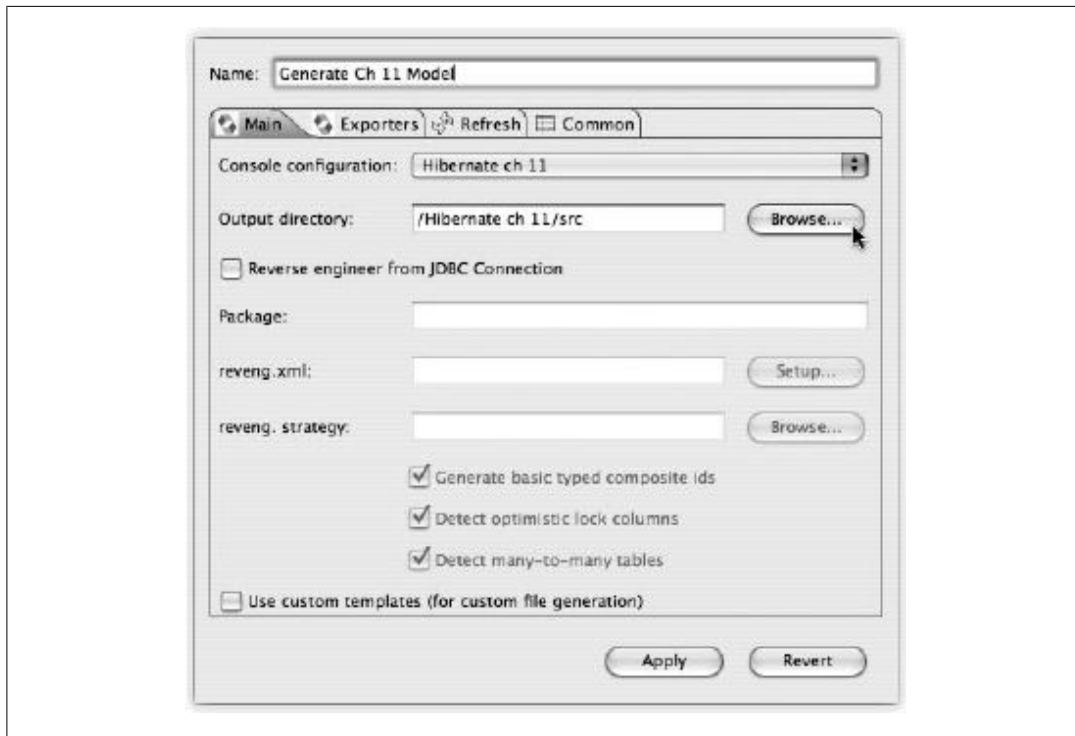 Name: Generate Ch 11 Model
Main Exporters Refresh Common
Console configuration: Hibernate ch 11
Output directory: /Hibernate ch 11/src Browse...
Reverse engineer from JDBC Connection
Package:
reveng.xml: Setup...
reveng. strategy: Browse...
Generate basic typed composite ids
Detect optimistic lock columns
Detect many-to-many tables
Use custom templates (for custom file generation)
Apply Revert